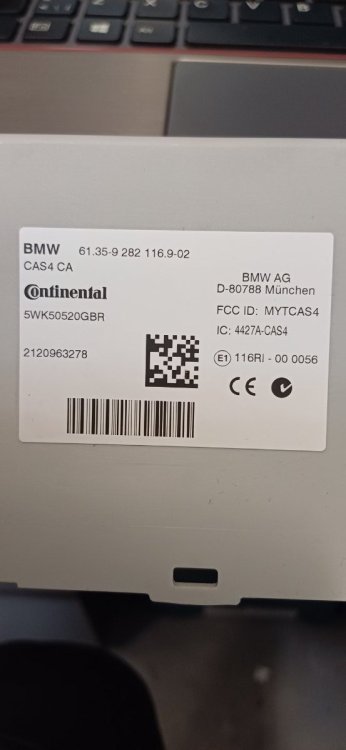 BMW 61.35-9 282 116.9-02
CAS4 CA
Continental
5WK50520GBR
2120963278
BMW AG
D-80788 München
FCC ID: MYTCAS4
IC: 4427A-CAS4
E1 116RI - 00 0056
CE